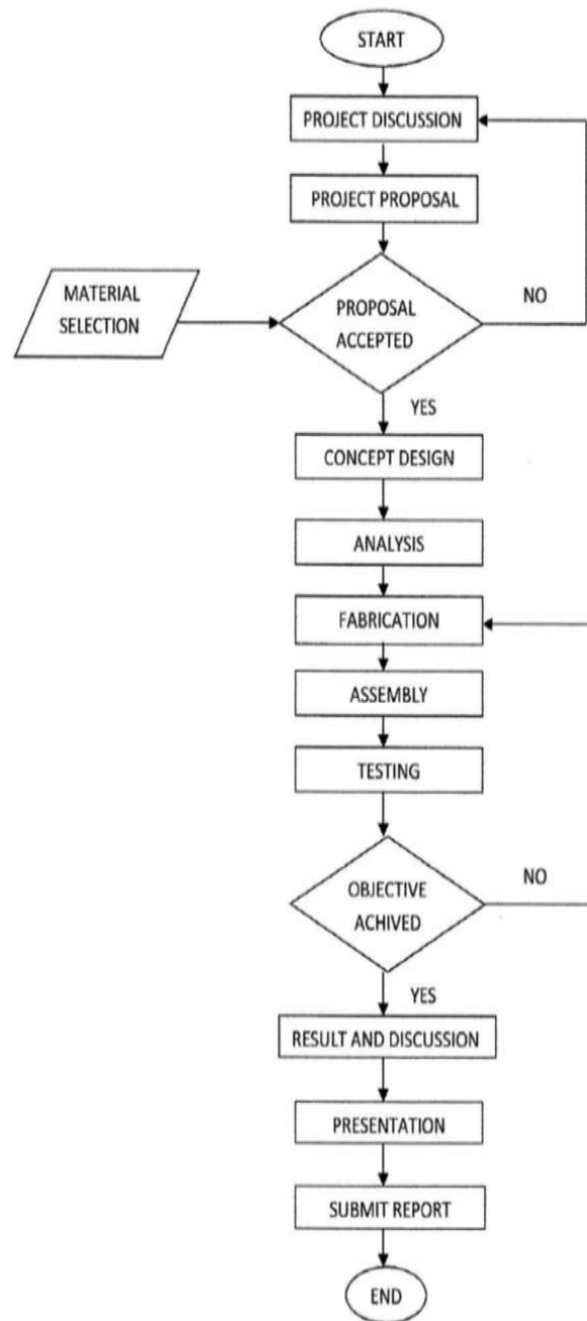 START
PROJECT DISCUSSION
PROJECT PROPOSAL
MATERIAL
SELECTION
PROPOSAL
ACCEPTED
NO
YES
CONCEPT DESIGN
ANALYSIS
FABRICATION
ASSEMBLY
TESTING
OBJECTIVE
ACHIVED
NO
YES
RESULT AND DISCUSSION
PRESENTATION
SUBMIT REPORT
END